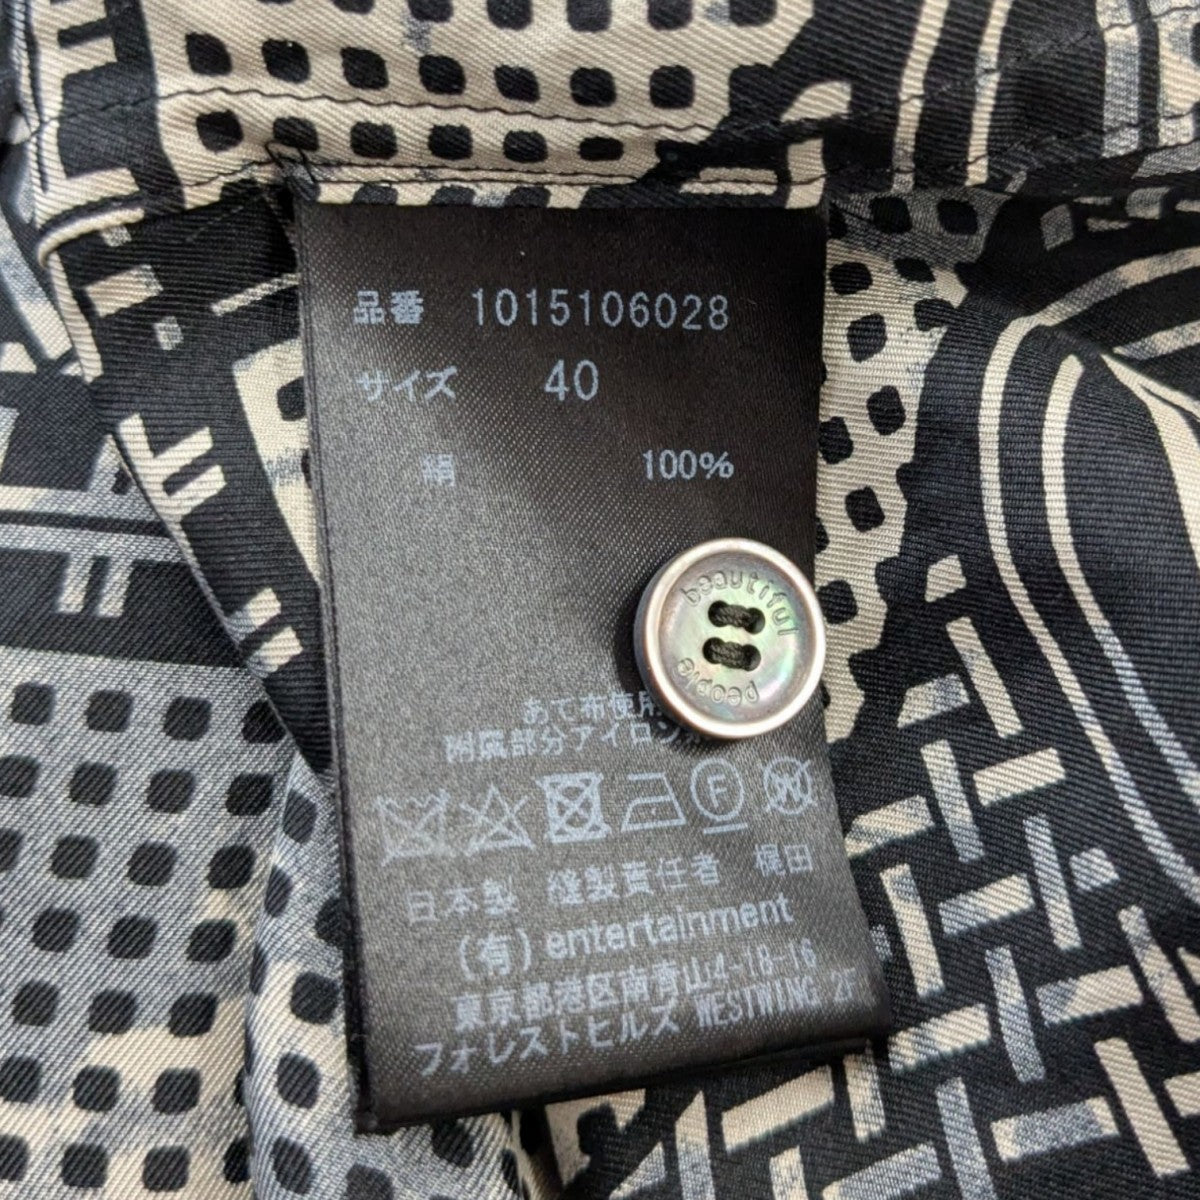 品番 1015106028
サイズ 40
絹 100%
beautiful
people
あて布使用
附属部分アイロン
F
W
日本製 縫製責任者 梶田
(有) entertainment
東京都港区南青山4-18-16
フォレストヒルズ WESTWING 2F